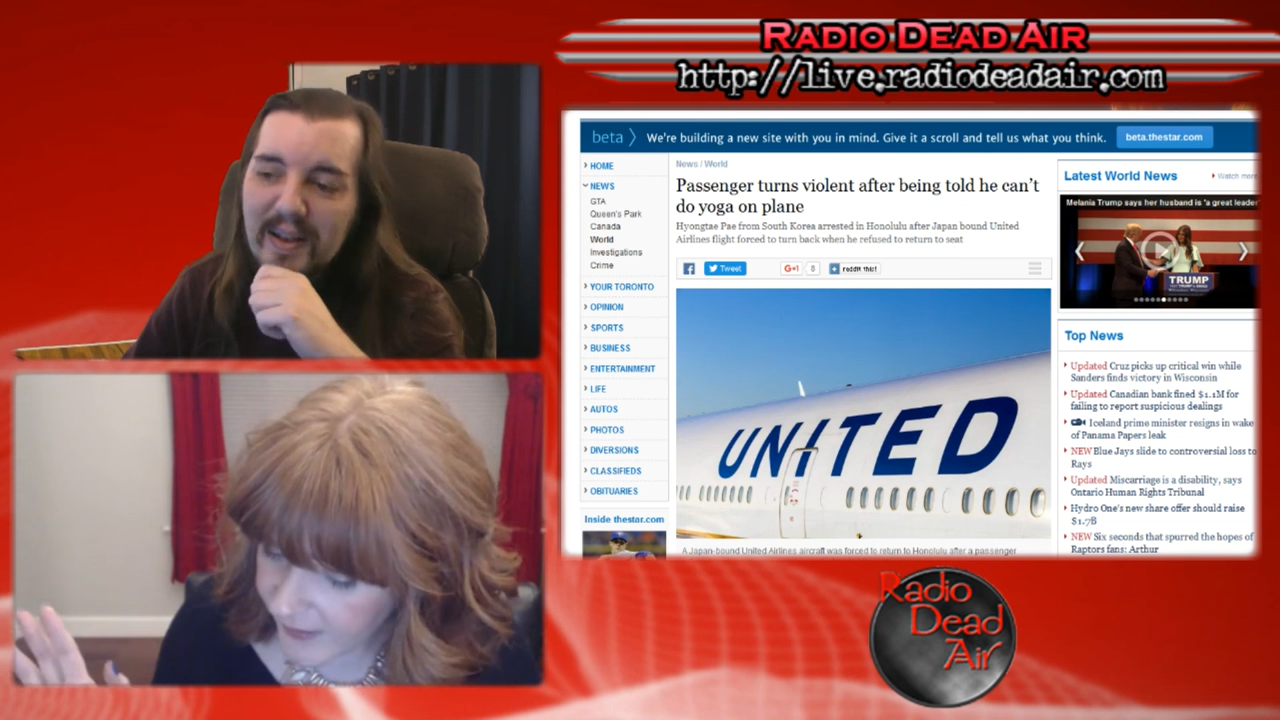 RADIO DEAD AIR
http://live.radiodeadair.com
beta
We're building a new site with you in mind. Give it a scroll and tell us what you think.
beta.thestar.com
HOME
NEWS
GTA
Queen's Park
Canada
World
Investigations
Crime
YOUR TORONTO
OPINION
SPORTS
BUSINESS
ENTERTAINMENT
LIFE
AUTOS
PHOTOS
DIVERSIONS
CLASSIFIEDS
OBITUARIES
Inside thestar.com
News / World
Passenger turns violent after being told he can't
do yoga on plane
Hyongtae Pae from South Korea arrested in Honolulu after Japan bound United
Airlines flight forced to turn back when he refused to return to seat
Tweet
G+1
8
reddit this!
UNITED
A Japan-bound United Airlines aircraft was forced to return to Honolulu after a passenger
Latest World News
Watch more
Melania Trump says her husband is 'a great leader'
TRUMP
Top News
Updated Cruz picks up critical win while
Sanders finds victory in Wisconsin
Updated Canadian bank fined $1.1M for
failing to report suspicious dealings
Iceland prime minister resigns in wake
of Panama Papers leak
NEW Blue Jays slide to controversial loss to
Rays
Updated Miscarriage is a disability, says
Ontario Human Rights Tribunal
Hydro One's new share offer should raise
$1.7B
NEW Six seconds that spurred the hopes of
Raptors fans: Arthur
Radio
Dead
Air